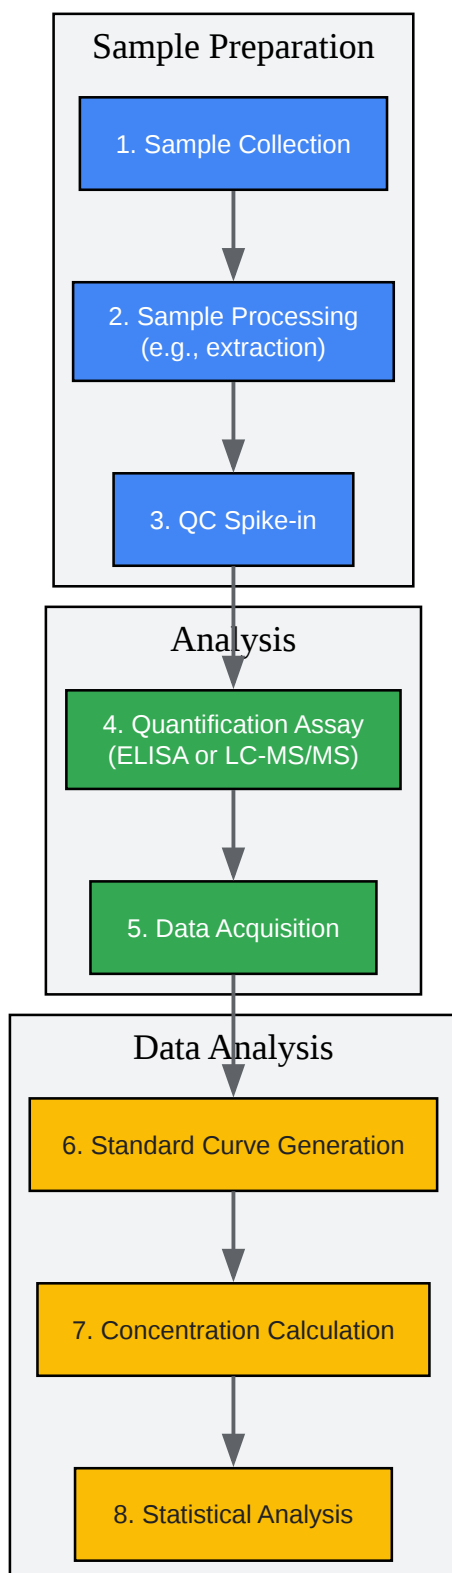 Sample Preparation
1. Sample Collection
2. Sample Processing
(e.g., extraction)
3. QC Spike-in
Analysis
4. Quantification Assay
(ELISA or LC-MS/MS)
5. Data Acquisition
Data Analysis
6. Standard Curve Generation
7. Concentration Calculation
8. Statistical Analysis